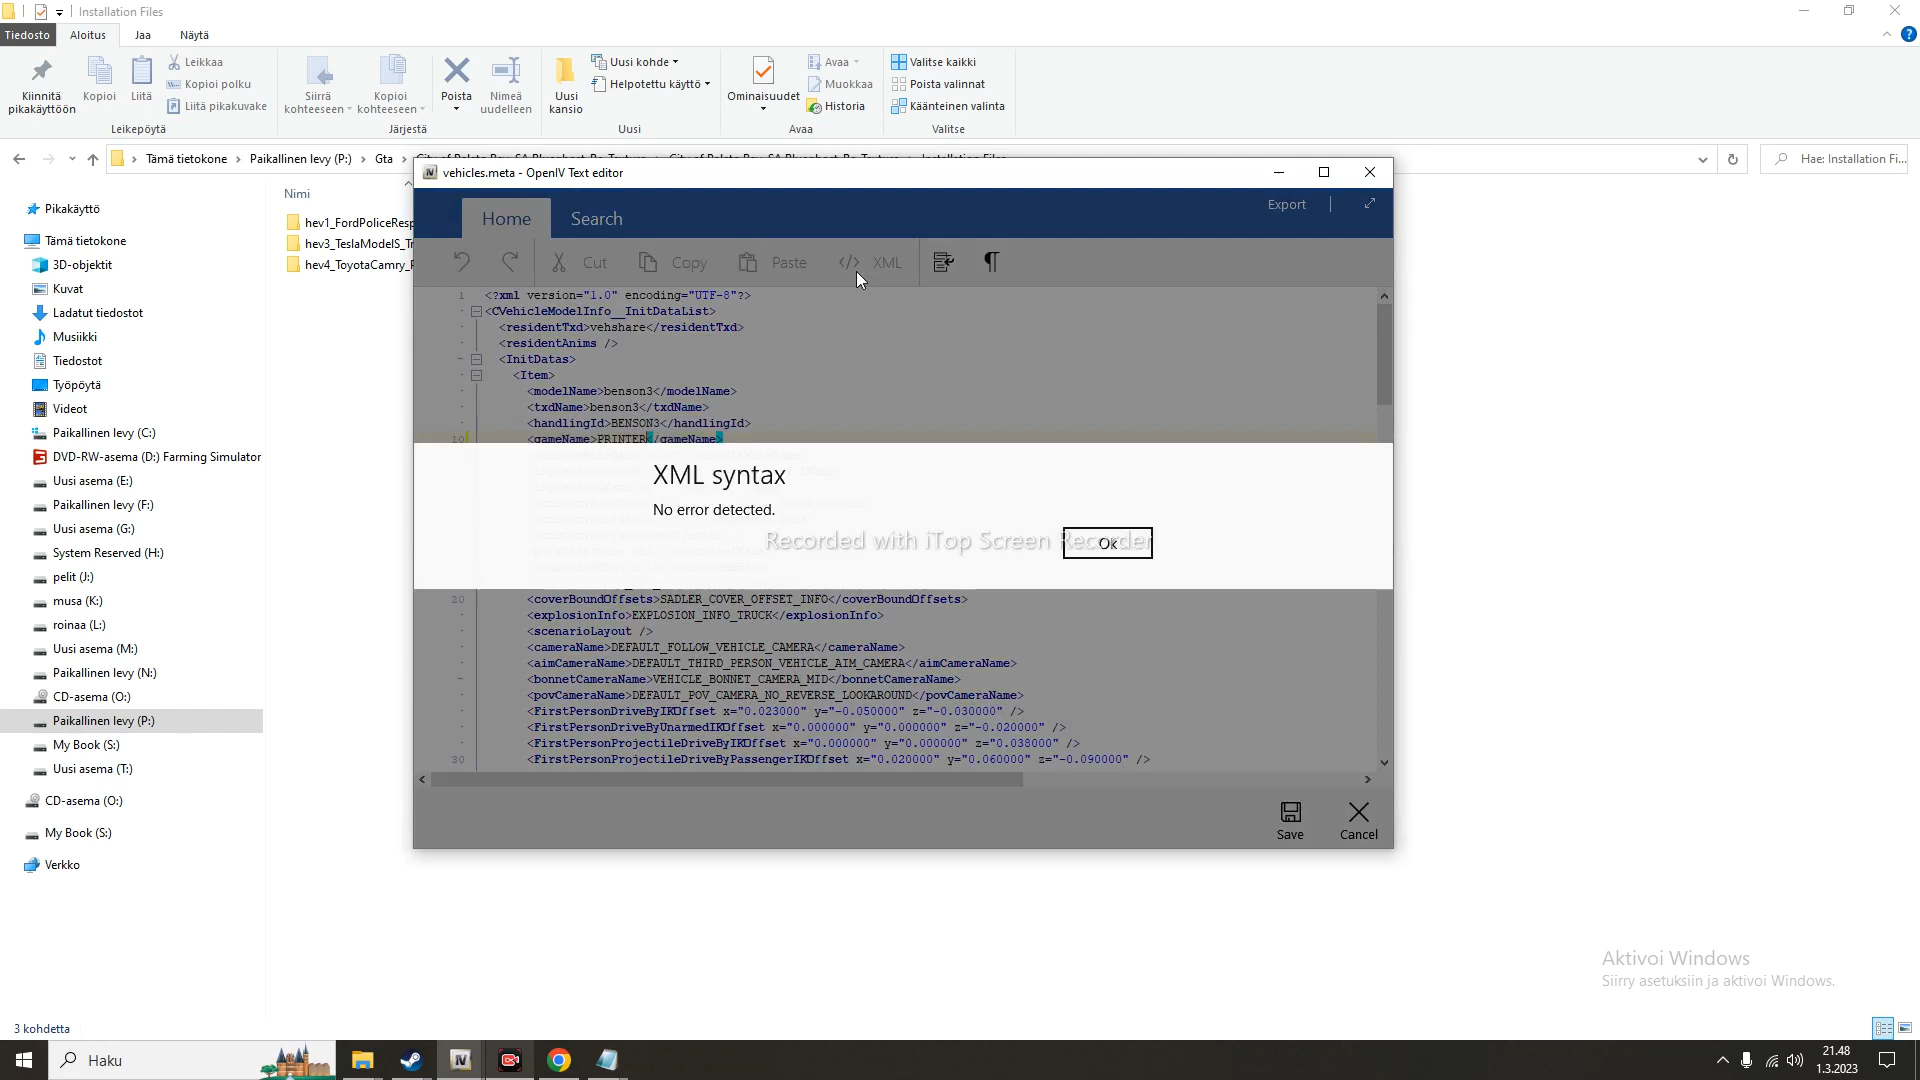 Installation Files
Tiedosto
Aloitus
Jaa
Näytä
Kiinnitä pikakäyttöön
Kopioi
Liitä
Leikkaa
Kopioi polku
Liitä pikakuvake
Leikepöytä
Siirrä kohteeseen
Kopioi kohteeseen
Poista
Nimeä uudelleen
Järjestä
Uusi kansio
Uusi kohde
Helpotettu käyttö
Uusi
Ominaisuudet
Avaa
Muokkaa
Historia
Avaa
Valitse kaikki
Poista valinnat
Käänteinen valinta
Valitse
Tämä tietokone
Paikallinen levy (P:)
Gta
Hae: Installation Fi...
Nimi
hev1_FordPoliceResp
hev3_TeslaModelS_Tr
hev4_ToyotaCamry_
Pikakäyttö
Tämä tietokone
3D-objektit
Kuvat
Ladatut tiedostot
Musiikki
Tiedostot
Työpöytä
Videot
Paikallinen levy (C:)
DVD-RW-asema (D:) Farming Simulator
Uusi asema (E:)
Paikallinen levy (F:)
Uusi asema (G:)
System Reserved (H:)
pelit (J:)
musa (K:)
roinaa (L:)
Uusi asema (M:)
Paikallinen levy (N:)
CD-asema (O:)
Paikallinen levy (P:)
My Book (S:)
Uusi asema (T:)
CD-asema (O:)
My Book (S:)
Verkko
3 kohdetta
vehicles.meta - OpenIV Text editor
Home
Search
Export
Cut
Copy
Paste
</> XML
1 <?xml version="1.0" encoding="UTF-8"?>
<CVehicleModelInfo__InitDataList>
<residentTxd>vehshare</residentTxd>
<residentAnims />
<InitDatas>
<Item>
<modelName>benson3</modelName>
<txdName>benson3</txdName>
<handlingId>BENSON3</handlingId>
10 <gameName>PRINTER</gameName>
XML syntax
No error detected.
Ok
Recorded with iTop Screen Recorder
20 <coverBoundOffsets>SADLER_COVER_OFFSET_INFO</coverBoundOffsets>
<explosionInfo>EXPLOSION_INFO_TRUCK</explosionInfo>
<scenarioLayout />
<cameraName>DEFAULT_FOLLOW_VEHICLE_CAMERA</cameraName>
<aimCameraName>DEFAULT_THIRD_PERSON_VEHICLE_AIM_CAMERA</aimCameraName>
<bonnetCameraName>VEHICLE_BONNET_CAMERA_MID</bonnetCameraName>
<povCameraName>DEFAULT_POV_CAMERA_NO_REVERSE_LOOKAROUND</povCameraName>
<FirstPersonDriveByIKOffset x="0.023000" y="-0.050000" z="-0.030000" />
<FirstPersonDriveByUnarmedIKOffset x="0.000000" y="0.000000" z="-0.020000" />
<FirstPersonProjectileDriveByIKOffset x="0.000000" y="0.000000" z="0.038000" />
30 <FirstPersonProjectileDriveByPassengerIKOffset x="0.020000" y="0.060000" z="-0.090000" />
Save
Cancel
Aktivoi Windows
Siirry asetuksiin ja aktivoi Windows.
Haku
21.48
1.3.2023